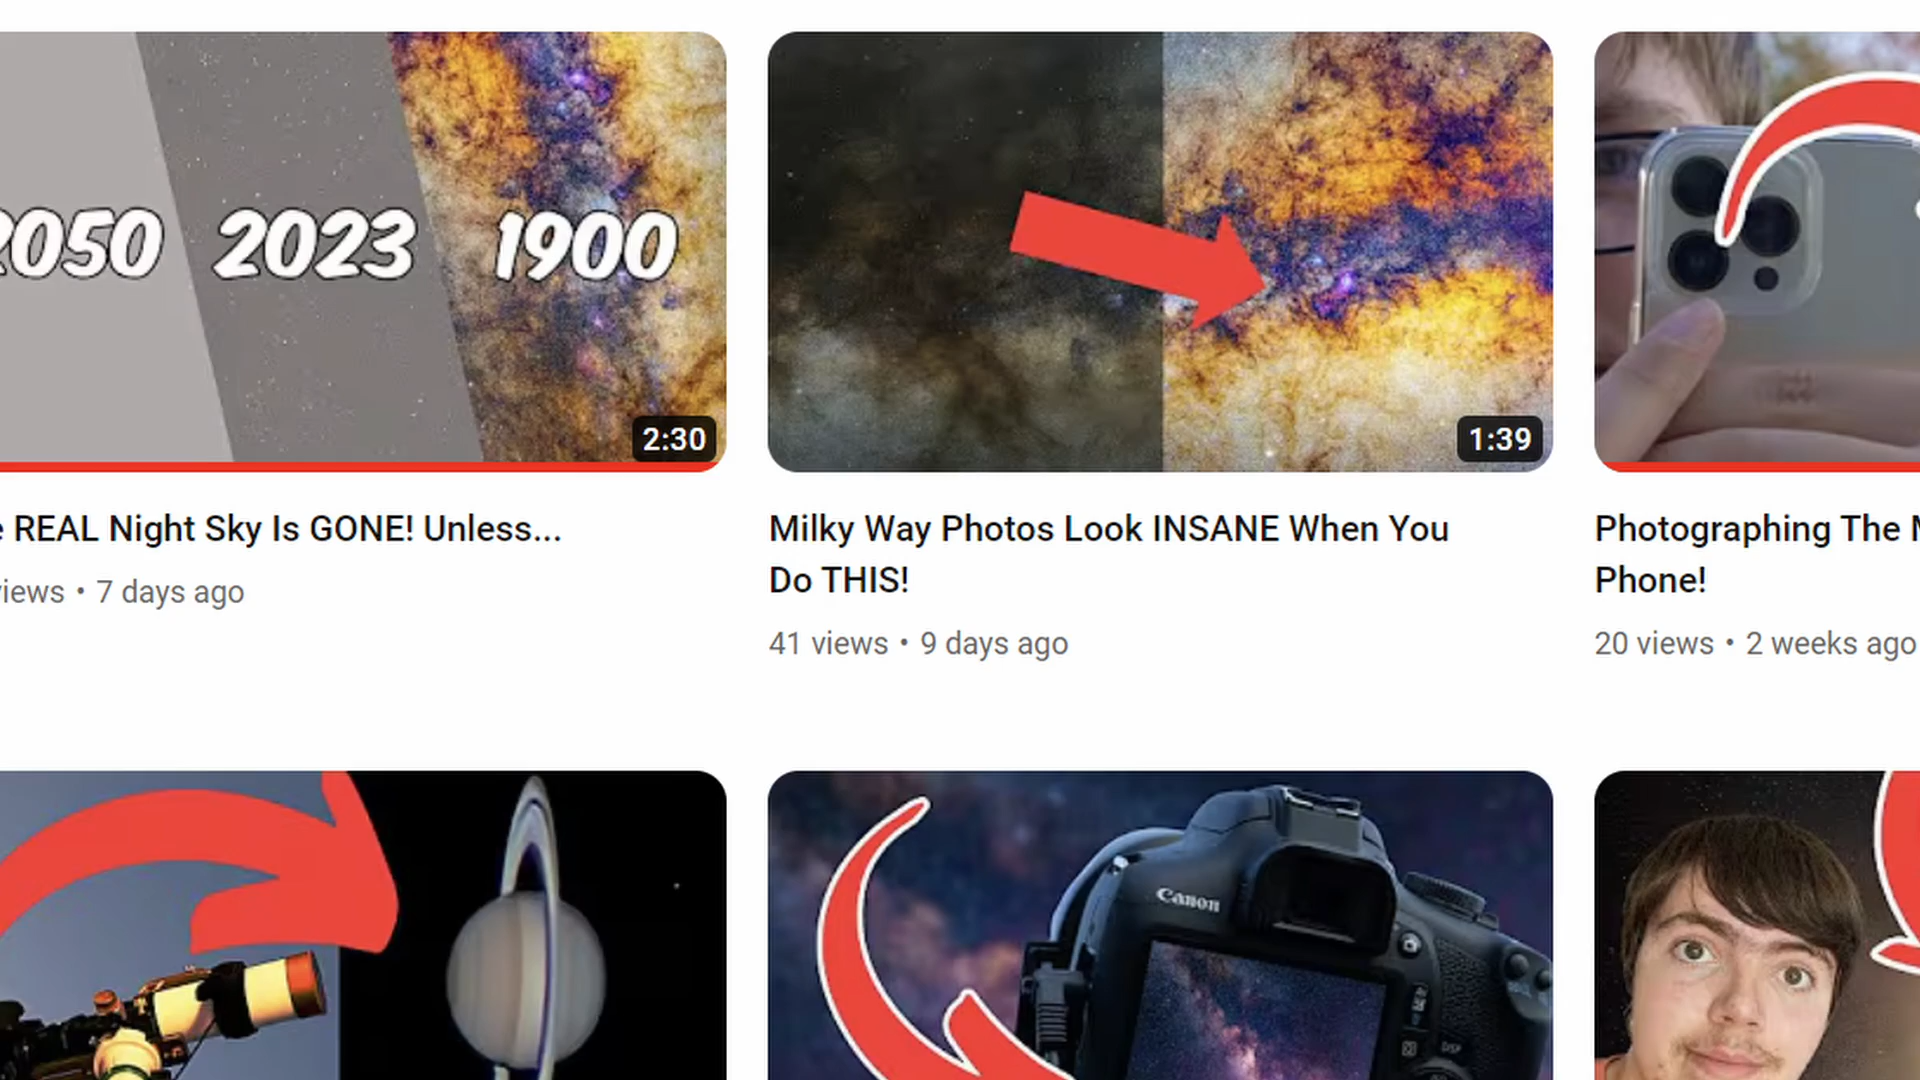 2050 2023 1900
2:30
1:39
REAL Night Sky Is GONE! Unless...
views • 7 days ago
Milky Way Photos Look INSANE When You
Do THIS!
41 views • 9 days ago
Photographing The
Phone!
20 views • 2 weeks ago
Canon
DISP